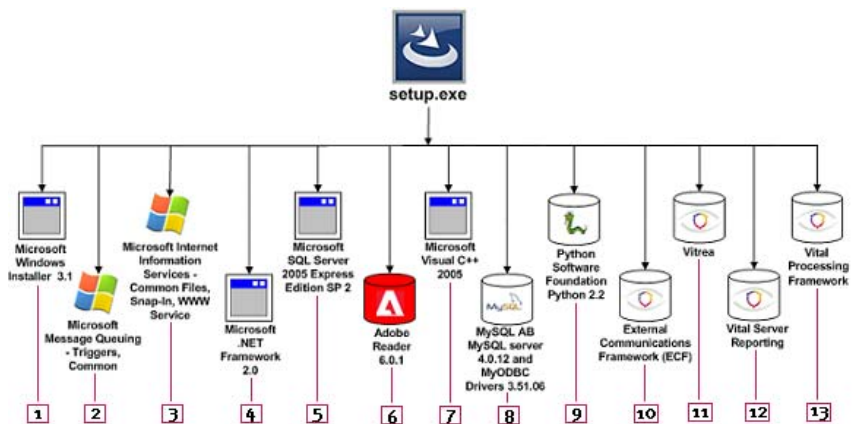 setup.exe
Microsoft
Windows
Installer 3.1
Microsoft
Message Queuing
- Triggers,
Common
Microsoft Internet
Information
Services -
Common Files,
Snap-In, WWW
Service
Microsoft
.NET
Framework
2.0
Microsoft
SQL Server
2005 Express
Edition SP 2
Adobe
Reader
6.0.1
Microsoft
Visual C++
2005
MySQL
MySQL AB
MySQL server
4.0.12 and
MyODBC
Drivers 3.51.06
Python
Software
Foundation
Python 2.2
External
Communications
Framework (ECF)
Vitrea
Vital Server
Reporting
Vital
Processing
Framework
1
2
3
4
5
6
7
8
9
10
11
12
13